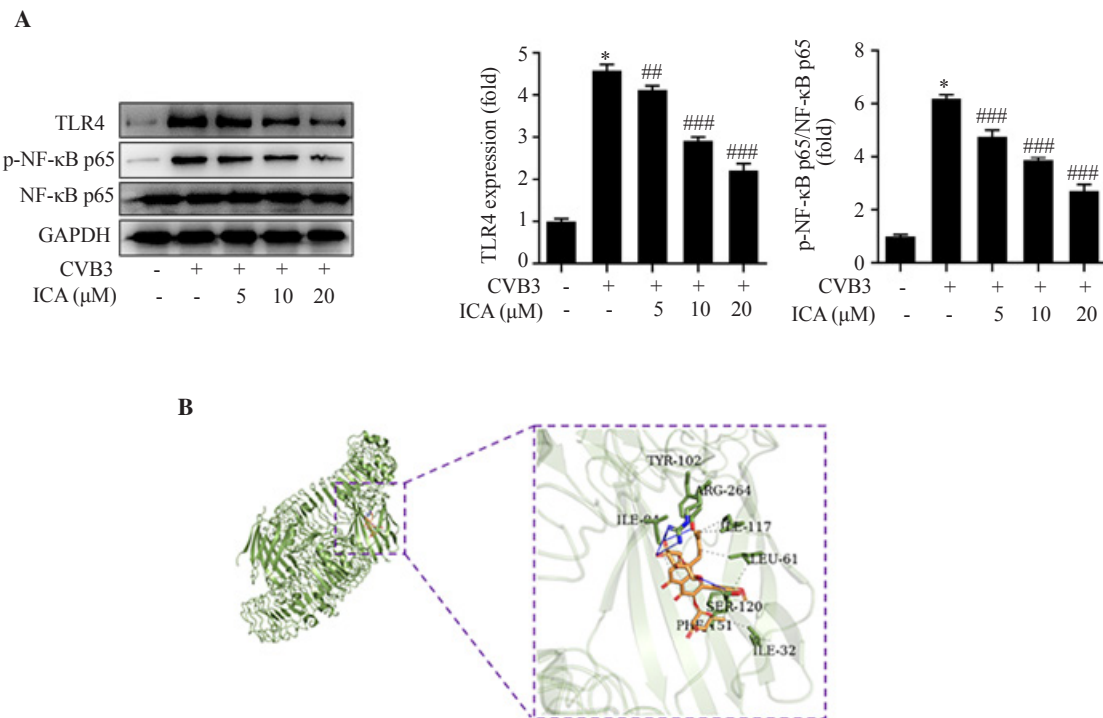 A
TLR4
p-NF-κB p65
NF-κB p65
GAPDH
CVB3 - + + + +
ICA (μM) - - 5 10 20
TLR4 expression (fold)
5
4
3
2
1
0
*
##
###
###
CVB3 - + + + +
ICA (μM) - - 5 10 20
p-NF-κB p65/NF-κB p65
(fold)
8
6
4
2
0
*
###
###
###
CVB3 - + + + +
ICA (μM) - - 5 10 20
B
TYR-102
ARG-264
ILE-117
LEU-61
SER-120
ILE-32